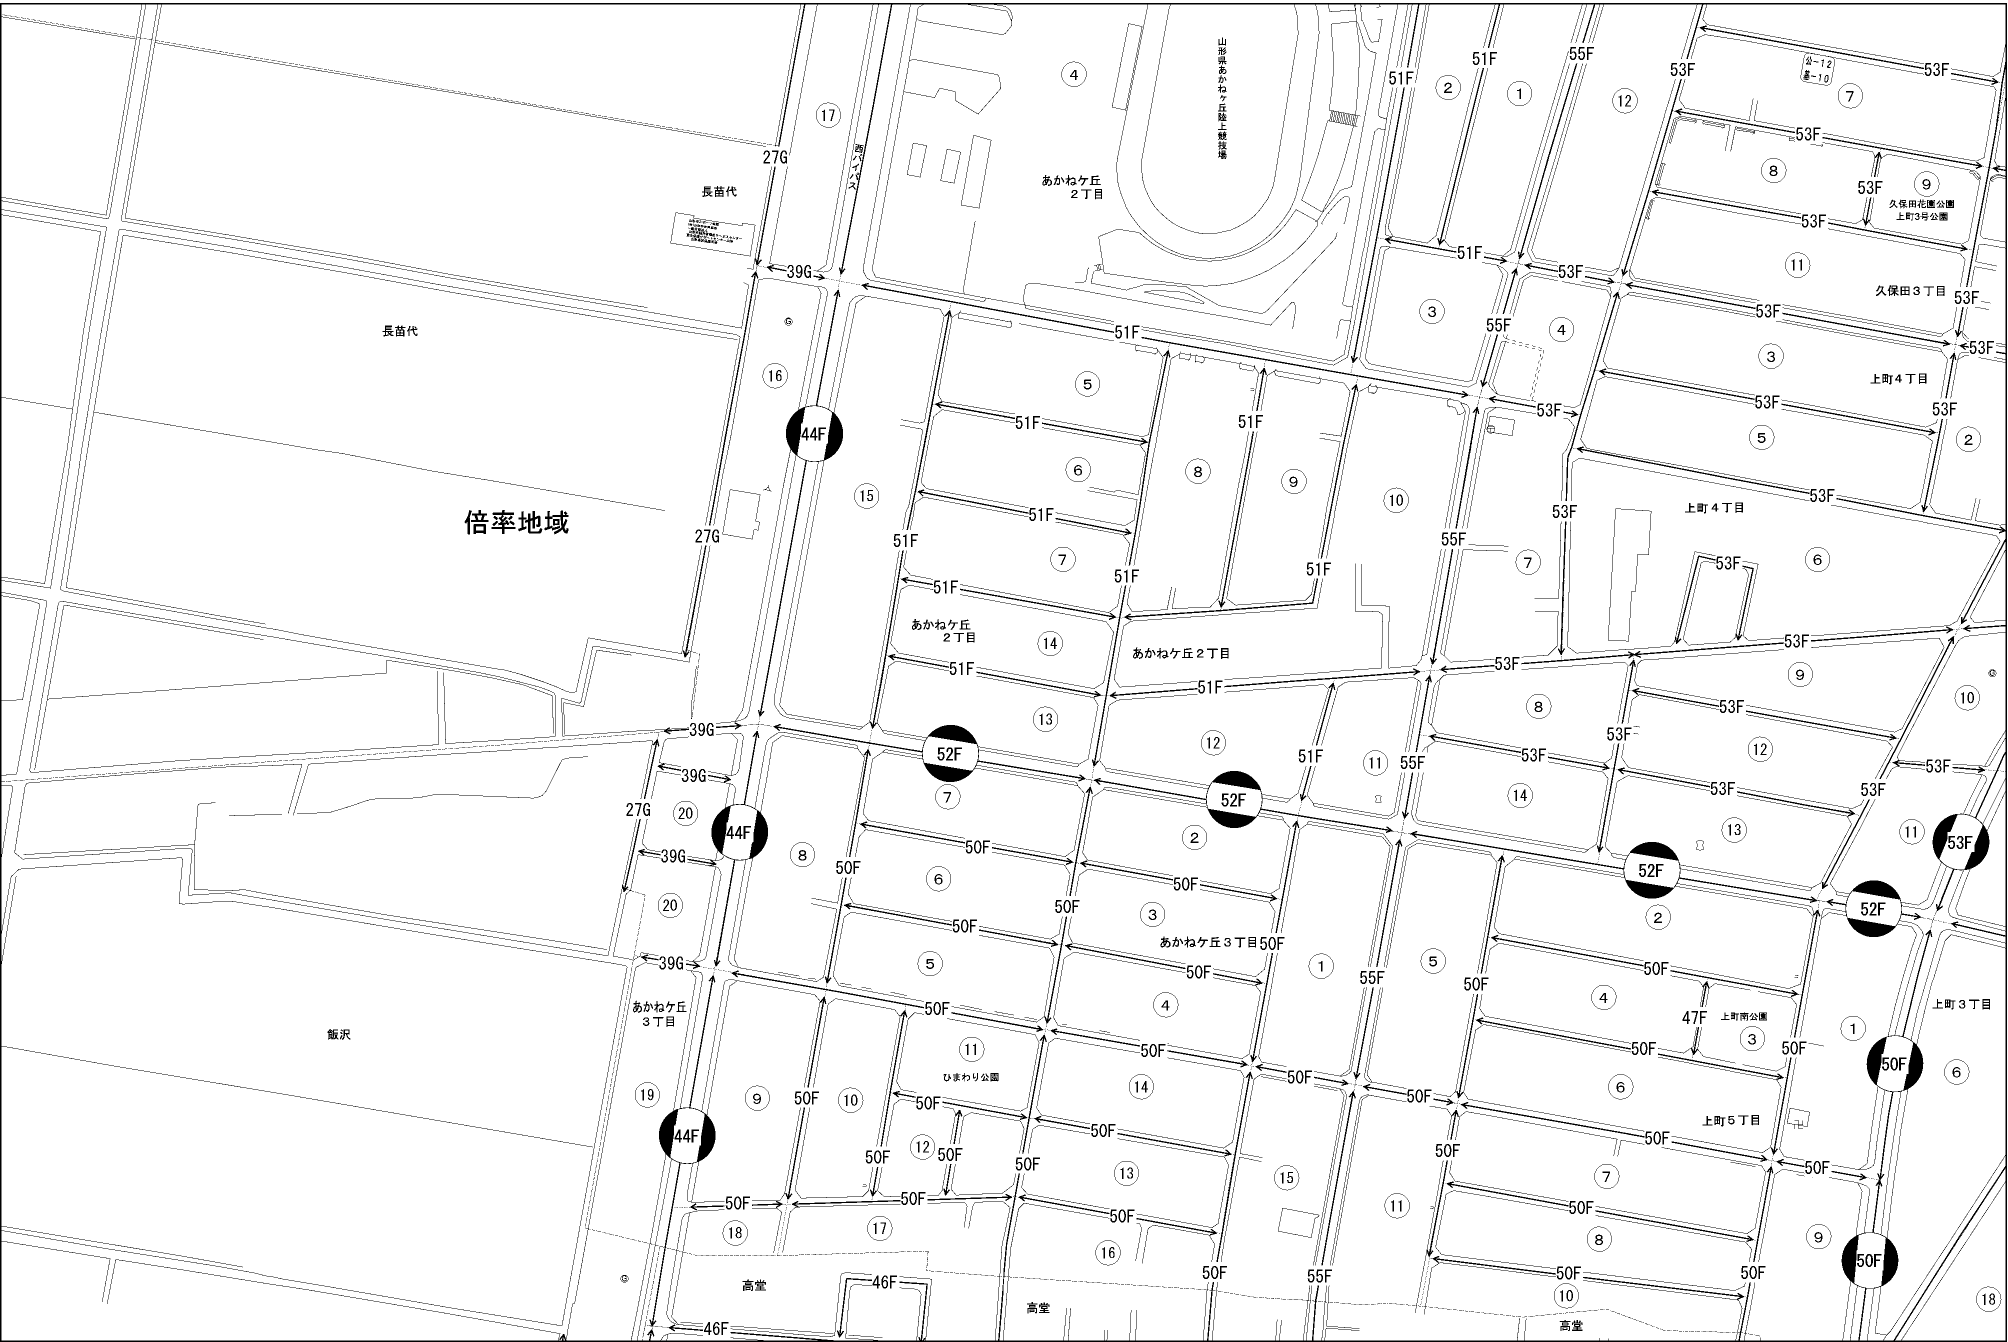 山形県あかねヶ丘陸上競技場
④
⑰
27G
西バイパス
長苗代
あかねケ丘
2丁目
51F
②
51F
①
55F
⑫
53F
公-12
基-10
53F
⑦
53F
⑧
53F
⑨
久保田花園公園
上町3号公園
53F
⑪
久保田3丁目
39G
51F
53F
53F
53F
長苗代
⑯
51F
③
55F
④
③
53F
上町4丁目
44F
⑤
51F
51F
⑧
⑨
⑩
53F
53F
⑤
53F
②
倍率地域
27G
⑮
⑥
51F
51F
⑦
51F
51F
51F
55F
⑦
53F
53F
上町4丁目
⑥
53F
あかねケ丘
2丁目
51F
⑭
あかねケ丘2丁目
51F
⑬
51F
53F
53F
⑨
⑩
39G
52F
⑫
51F
⑪
55F
⑧
53F
53F
53F
⑫
53F
39G
27G
⑳
44F
39G
⑳
39G
⑦
52F
②
⑧
50F
50F
⑥
50F
50F
③
50F
⑭
53F
⑬
53F
⑪
53F
52F
52F
50F
⑤
あかねケ丘3丁目
50F
50F
④
①
55F
⑤
②
50F
50F
④
47F
上町南公園
③
50F
①
上町3丁目
飯沢
あかねケ丘
3丁目
⑲
44F
50F
⑪
ひまわり公園
50F
⑨
50F
⑩
50F
⑫
50F
50F
50F
⑭
50F
⑬
50F
50F
50F
⑥
50F
上町5丁目
50F
50F
⑥
50F
⑦
50F
50F
⑱
50F
⑰
50F
⑯
50F
⑮
55F
⑪
50F
⑧
50F
⑩
50F
⑨
50F
⑱
高堂
46F
46F
高堂
高堂